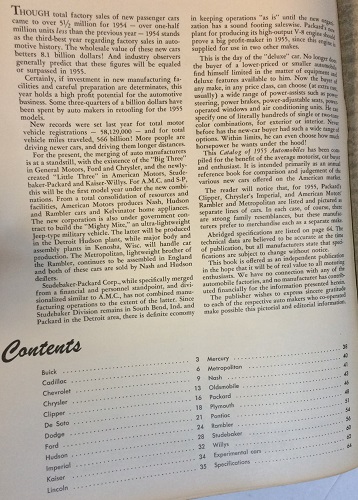 THOUGH total factory sales of new passenger cars
came to over 5½ million for 1954 — over one-half
million units less than the previous year — 1954 stands
as the third-best year regarding factory sales in auto-
motive history. The wholesale value of these new cars
betters 8.1 billion dollars! And industry observers
generally predict that these figures will be equaled
or surpassed in 1955.
Certainly, if investment in new manufacturing fa-
cilities and careful preparation are determinants, this
year holds a high profit potential for the automotive
business. Some three-quarters of a billion dollars have
been spent by auto makers in retooling for the 1955
models.
New records were set last year for total motor
vehicle registrations — 58,129,000 — and for total
vehicle miles traveled, 566 billion! More people are
driving newer cars, and driving them longer distances.
For the present, the merging of auto manufacturers
is at a standstill, with the existence of the "Big Three"
in General Motors, Ford and Chrysler, and the newly-
created "Little Three" in American Motors, Stude-
baker-Packard and Kaiser-Willys. For A.M.C. and S-P,
this will be the first model year under the new com-
binations. From a total consolidation of resources and
facilities, American Motors produces Nash, Hudson
and Rambler cars and Kelvinator home appliances.
The new corporation is also under government con-
tract to build the "Mighty Mite," an ultra-lightweight
Jeep-type military vehicle. The latter will be produced
in the Detroit Hudson plant, while major body and
assembly plants in Kenosha, Wisc. will handle car
production. The Metropolitan, lightweight brother of
the Rambler, continues to be assembled in England
and both of these cars are sold by Nash and Hudson
dealers.
Studebaker-Packard Corp., while specifically merged
from a financial and personnel standpoint, and divi-
sionalized similar to A.M.C., has not combined manu-
facturing operations to the extent of the latter. Since
Studebaker Division remains in South Bend, Ind. and
Packard in the Detroit area, there is definite economy
in keeping operations "as is" until the new
ization has a sound footing saleswise. Packard's
plant for producing its high-output V-8 engine should
prove a big profit-maker in 1955, since this engine is
supplied for use in two other makes.
This is the day of the "deluxe" car. No longer does
the buyer of a lower-priced or smaller automobile
find himself limited in the matter of equipment and
deluxe features available to him. Now the buyer of
any make, in any price class, can choose (at extra cost,
usually) a wide range of power-assists such as power
steering, power brakes, power-adjustable seats, power-
operated windows and air conditioning units. He can
specify one of literally hundreds of single or two-tone
color combinations, for exterior or interior. Never
before has the new-car buyer had such a wide range of
options. Within limits, he can even choose how much
horsepower he wants under the hood!
This Catalog of 1955 Automobiles has been com-
piled for the benefit of the average motorist, car buyer
and enthusiast. It is intended primarily as an annual
reference book for comparison and judgement of the
various new cars offered on the American market.
The reader will notice that, for 1955, Packard's
Clipper, Chrysler's Imperial, and American Motors'
Rambler and Metropolitan are listed and pictured as
separate lines of cars. In each case, of course, there
are strong family resemblances, but these manufac-
turers prefer to merchandise each as a separate make.
Abridged specifications are listed on page 64. The
technical data are believed to be accurate at the time
of publication, but all manufacturers state that speci-
fications are subject to change without notice.
This book is offered as an independent publication
in the hope that it will be of real value to all motoring
enthusiasts. We have no connection with any of the
automobile factories, and no manufacturer has contrib-
uted financially for the information presented herein.
The publisher wishes to express sincere gratitude
to each of the respective auto makers who co-operated
make possible this pictorial and editorial information.
Contents
Buick 3
Cadillac 6
Chevrolet 9
Chrysler 13
Clipper 16
De Soto 18
Dodge 21
Ford 24
Hudson 28
Imperial 32
Kaiser 34
Lincoln 35
Mercury 38
Metropolitan 40
Nash 41
Oldsmobile 42
Packard 46
Plymouth 48
Pontiac 51
Rambler 54
Studebaker 56
Willys 60
Experimental cars 62
Specifications 64